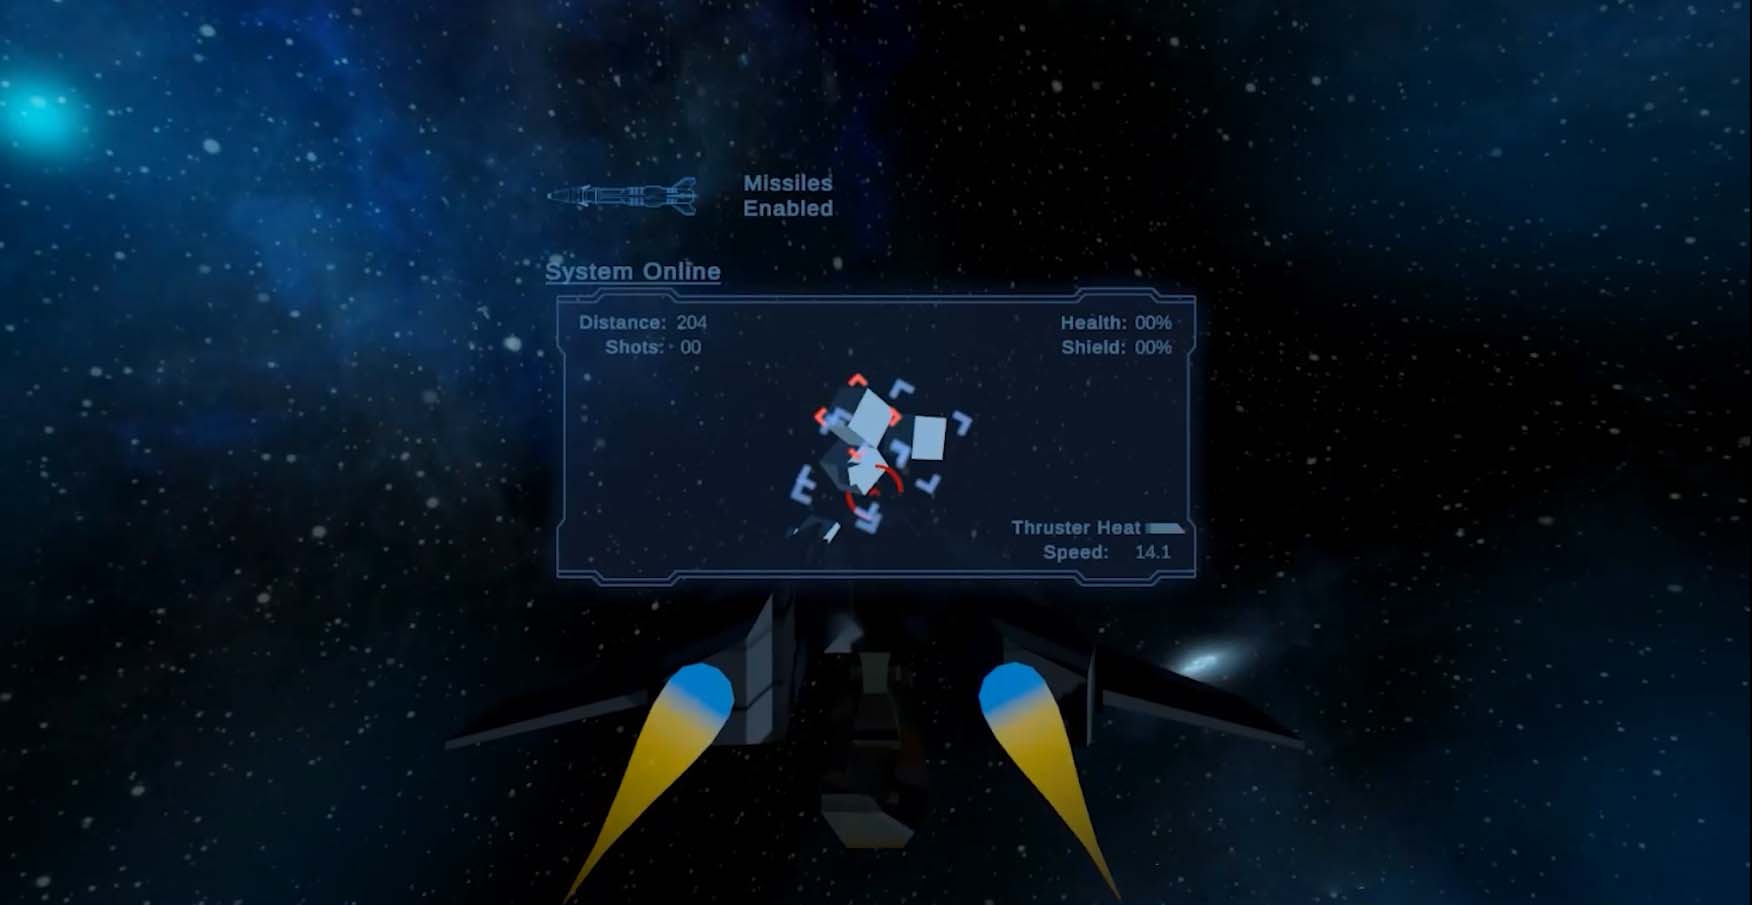 Missiles
Enabled
System Online
Distance: 204
Shots: 00
Health: 00%
Shield: 00%
Thruster Heat
Speed: 14.1